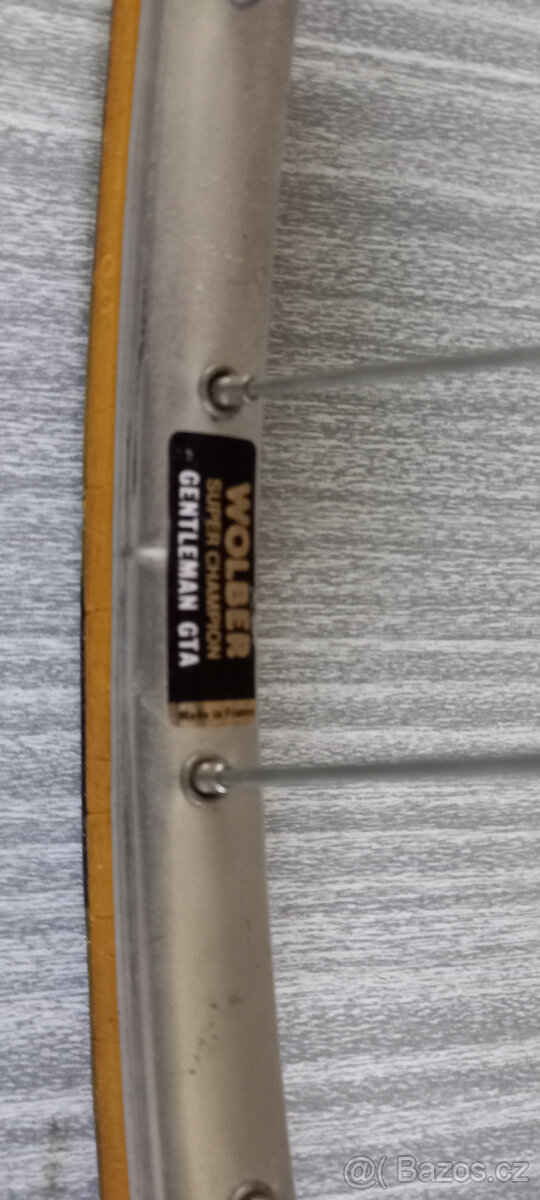 WOLBER
SUPER CHAMPION
GENTLEMAN GTA
Made in France
@( Bazos.cz